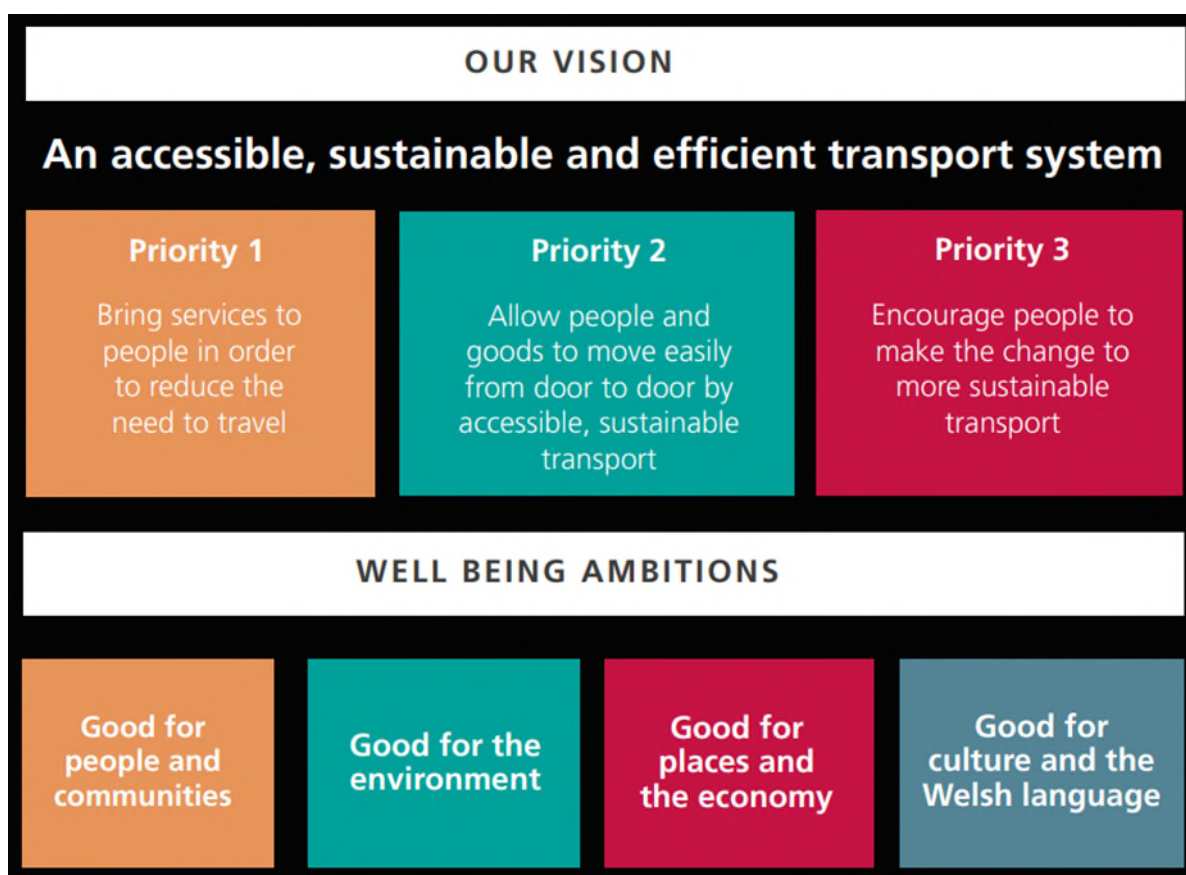 OUR VISION
An accessible, sustainable and efficient transport system
Priority 1
Bring services to
people in order
to reduce the
need to travel
Priority 2
Allow people and
goods to move easily
from door to door by
accessible, sustainable
transport
Priority 3
Encourage people to
make the change to
more sustainable
transport
WELL BEING AMBITIONS
Good for
people and
communities
Good for the
environment
Good for
places and
the economy
Good for
culture and the
Welsh language